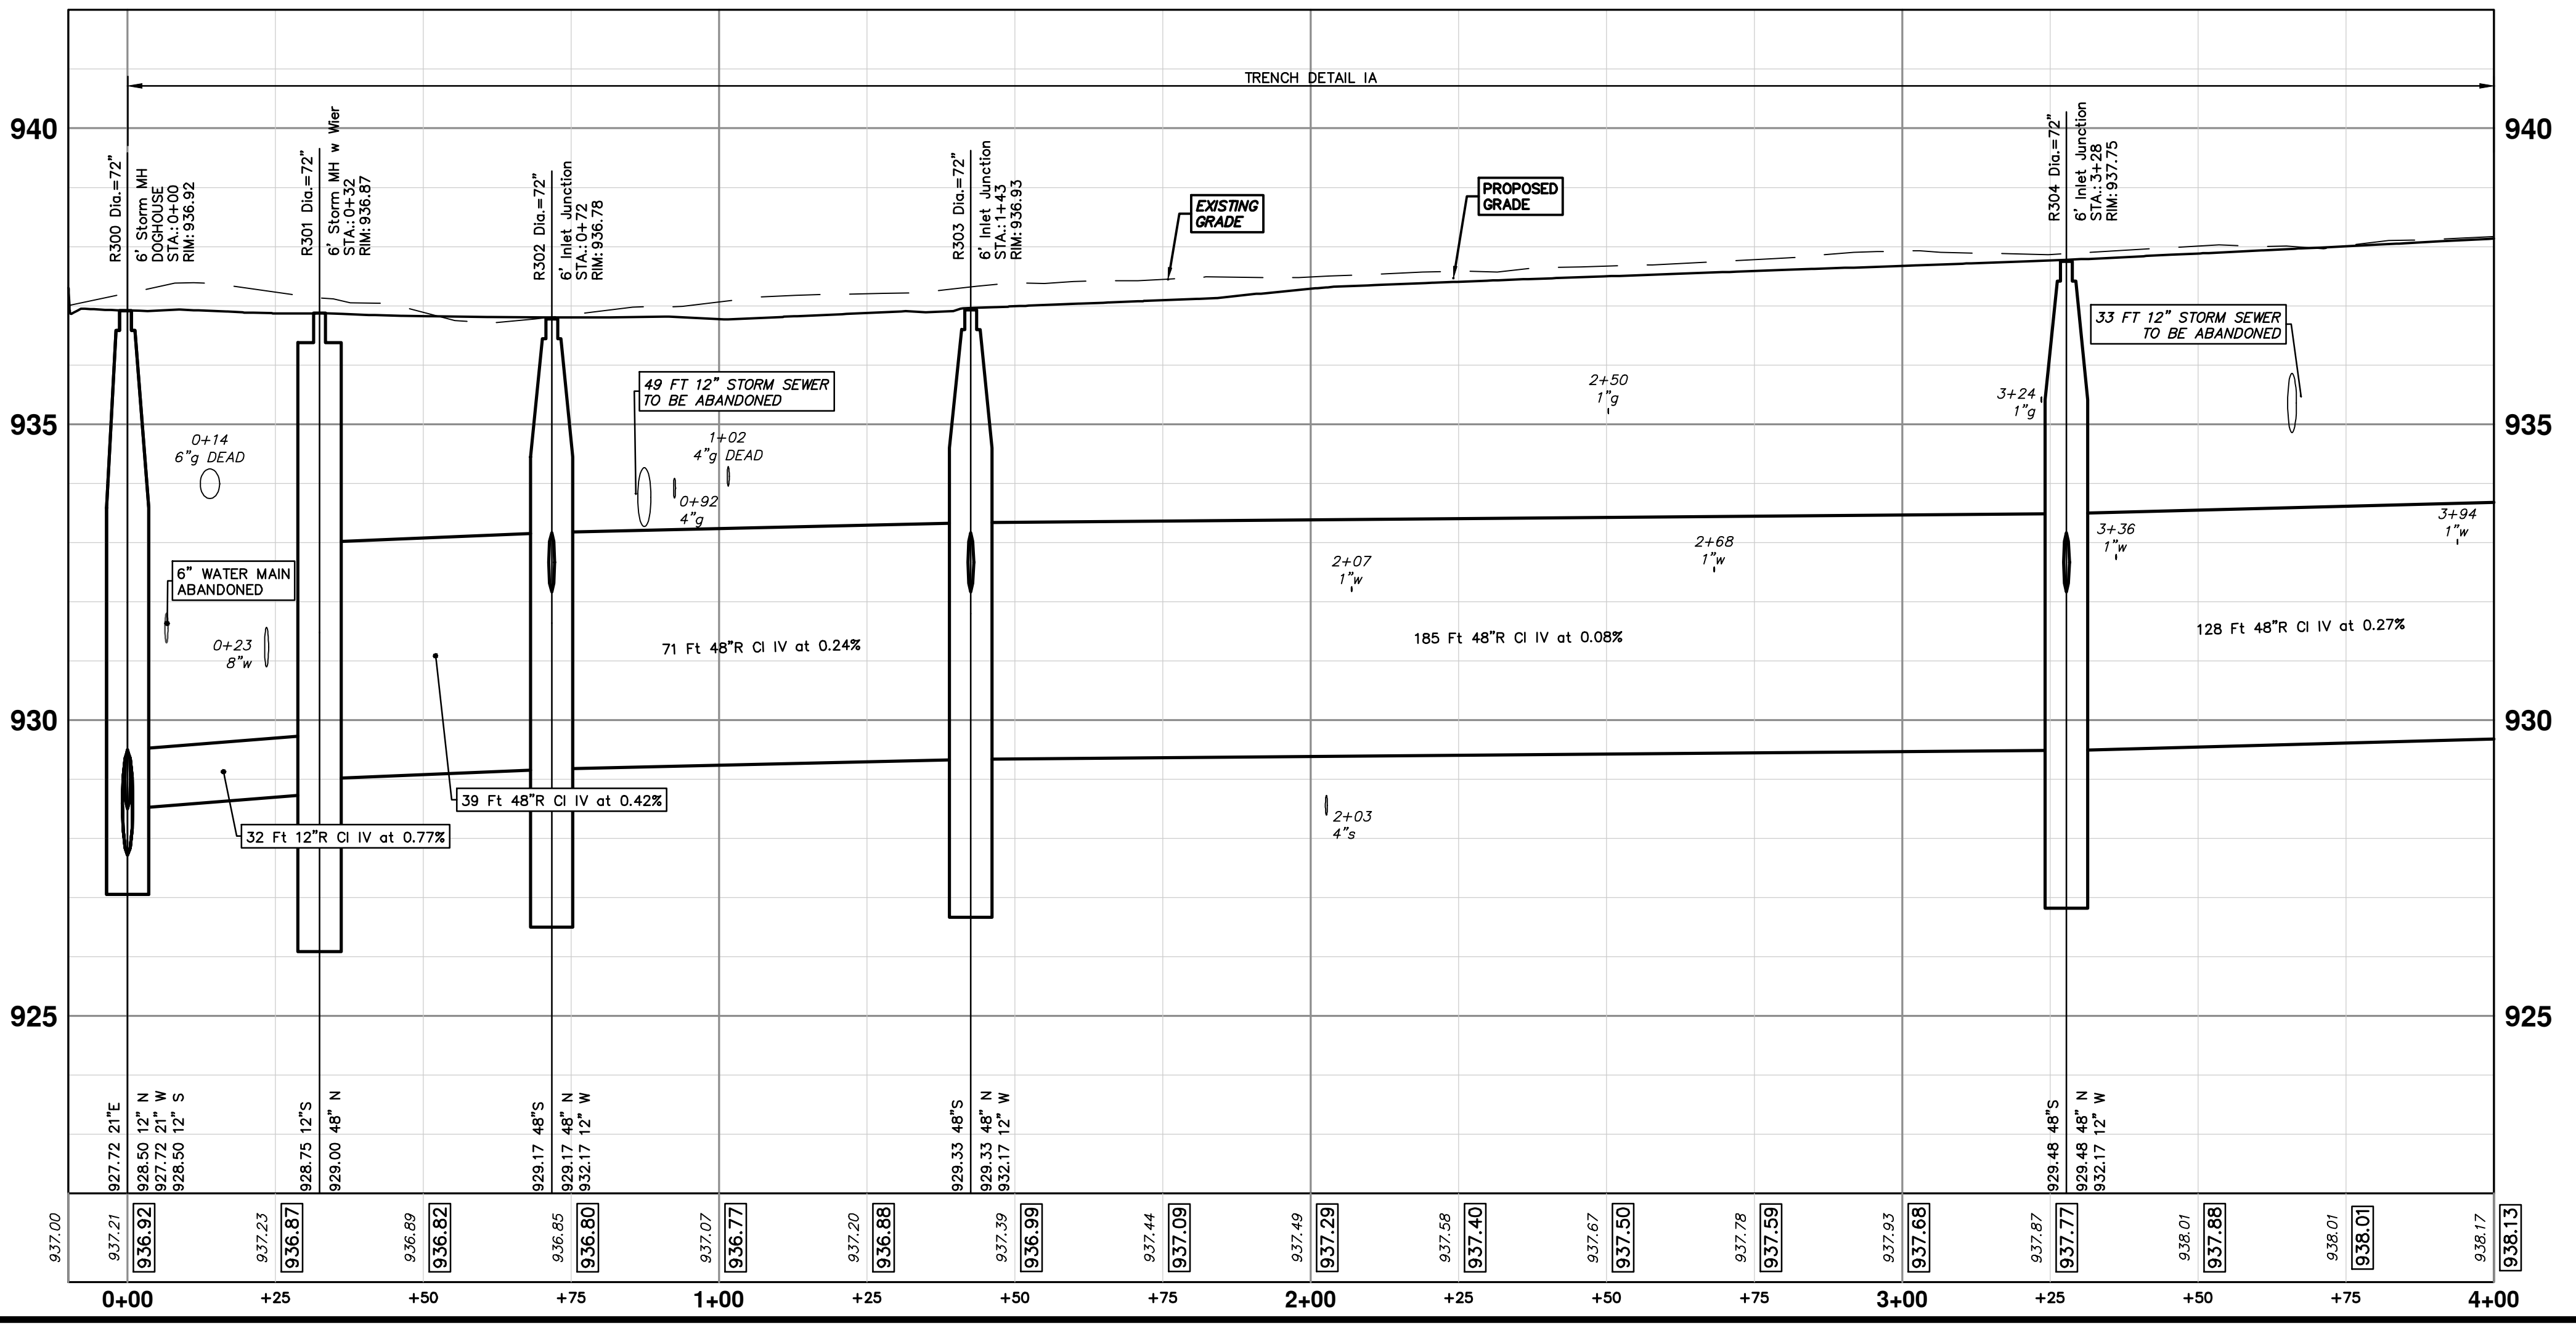 TRENCH DETAIL IA
940
940
R300 Dia.=72"
6' Storm MH
DOGHOUSE
STA.: 0+00
RIM: 936.92
R301 Dia.=72"
6' Storm MH w Wier
STA.: 0+32
RIM: 936.87
R302 Dia.=72"
6' Inlet Junction
STA.: 0+72
RIM: 936.78
R303 Dia.=72"
6' Inlet Junction
STA.: 1+43
RIM: 936.93
R304 Dia.=72"
6' Inlet Junction
STA.: 3+28
RIM: 937.75
EXISTING
GRADE
PROPOSED
GRADE
33 FT 12" STORM SEWER
TO BE ABANDONED
49 FT 12" STORM SEWER
TO BE ABANDONED
2+50
1"g
3+24
1"g
935
935
0+14
6"g DEAD
1+02
4"g DEAD
0+92
4"g
3+94
1"w
3+36
1"w
2+68
1"w
2+07
1"w
6" WATER MAIN
ABANDONED
0+23
8"w
71 Ft 48"R Cl IV at 0.24%
185 Ft 48"R Cl IV at 0.08%
128 Ft 48"R Cl IV at 0.27%
930
930
39 Ft 48"R Cl IV at 0.42%
32 Ft 12"R Cl IV at 0.77%
2+03
4"s
925
925
927.72 21"E
928.50 12" N
927.72 21" W
928.50 12" S
928.75 12"S
929.00 48" N
929.17 48"S
929.17 48" N
932.17 12" W
929.33 48"S
929.33 48" N
932.17 12" W
929.48 48"S
929.48 48" N
932.17 12" W
937.00
937.21
936.92
937.23
936.87
936.89
936.82
936.85
936.80
937.07
936.77
937.20
936.88
937.39
936.99
937.44
937.09
937.49
937.29
937.58
937.40
937.67
937.50
937.78
937.59
937.93
937.68
937.87
937.77
938.01
937.88
938.01
938.01
938.17
938.13
0+00 +25 +50 +75 1+00 +25 +50 +75 2+00 +25 +50 +75 3+00 +25 +50 +75 4+00